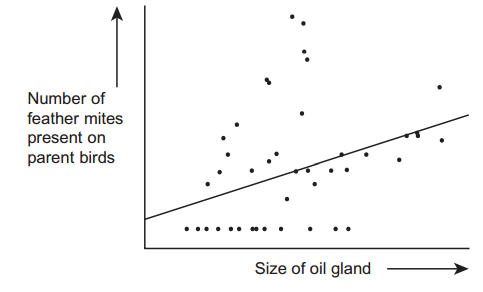 Number of
feather mites
present on
parent birds
Size of oil gland